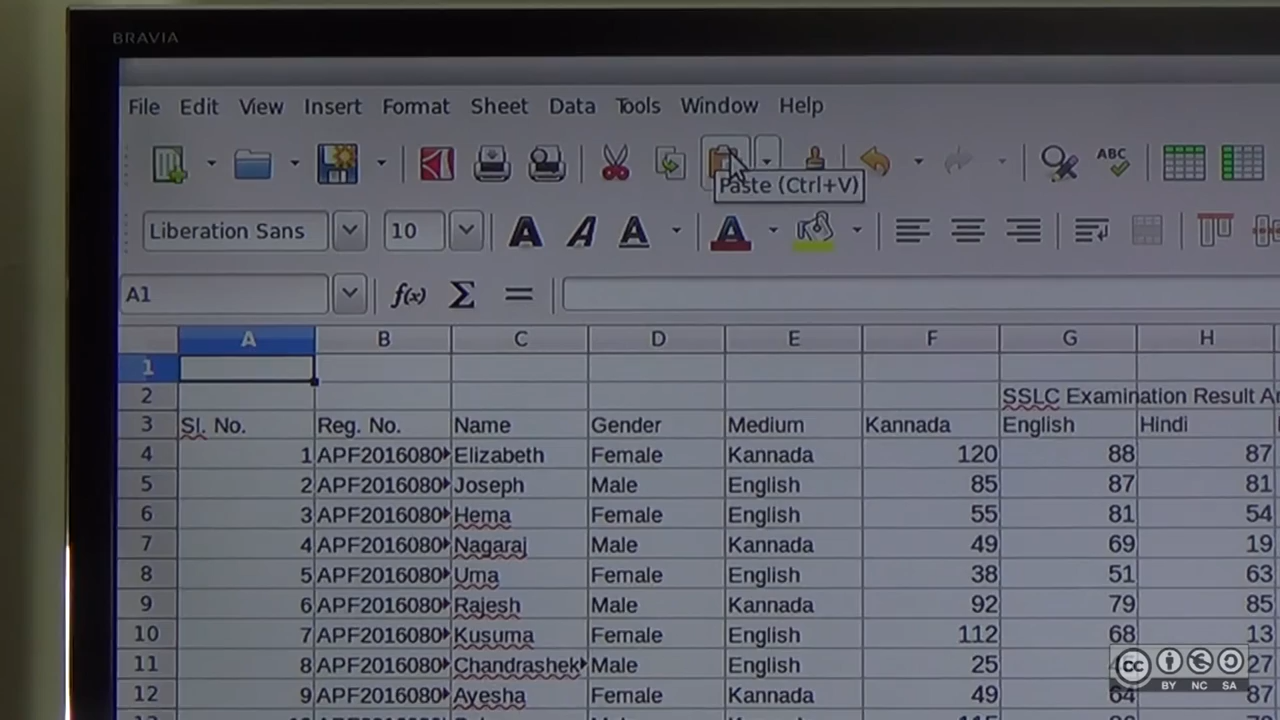 BRAVIA
File Edit View Insert Format Sheet Data Tools Window Help
ABC
Paste (Ctrl+V)
Liberation Sans 10 A A A A
A1 f(x) Σ =
A B C D E F G H
1
2 SSLC Examination Result
3 Sl. No. Reg. No. Name Gender Medium Kannada English Hindi
4 1 APF2016080 Elizabeth Female Kannada 120 88 87
5 2 APF2016080 Joseph Male English 85 87 81
6 3 APF2016080 Hema Female English 55 81 54
7 4 APF2016080 Nagaraj Male Kannada 49 69 19
8 5 APF2016080 Uma Female English 38 51 63
9 6 APF2016080 Rajesh Male Kannada 92 79 85
10 7 APF2016080 Kusuma Female English 112 68 13
11 8 APF2016080 Chandrashek Male English 25 27
12 9 APF2016080 Ayesha Female Kannada 49 64 87
cc BY NC SA